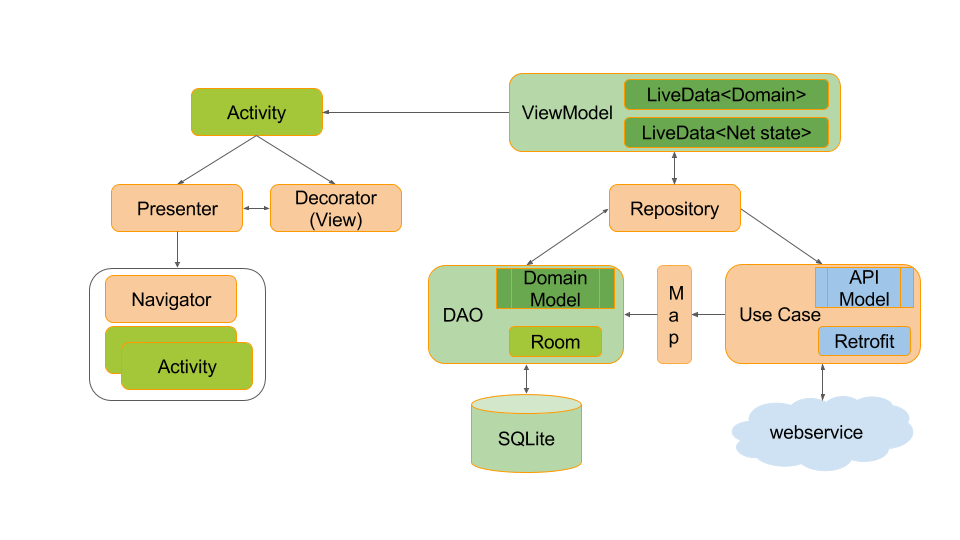 Activity
ViewModel
LiveData<Domain>
LiveData<Net state>
Presenter
Decorator
(View)
Repository
Navigator
Activity
DAO
Domain
Model
Room
M
a
p
Use Case
API
Model
Retrofit
SQLite
webservice